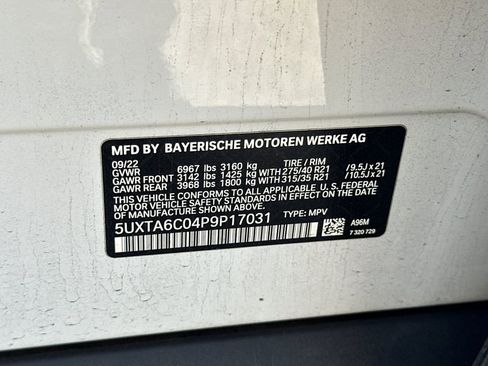 MFD BY BAYERISCHE MOTOREN WERKE AG
09/22
GVWR 6967 lbs 3160 kg TIRE / RIM
GAWR FRONT 3142 lbs 1425 kg WITH 275/40 R21 / 9.5J x 21
GAWR REAR 3968 lbs 1800 kg WITH 315/35 R21 / 10.5J x 21
THIS VEHICLE CONFORMS TO ALL APPLICABLE
FEDERAL MOTOR VEHICLE SAFETY STANDARDS IN
EFFECT ON THE DATE OF MANUFACTURE SHOWN ABOVE
5UXTA6C04P9P17031 TYPE: MPV
A96M
7 320 729